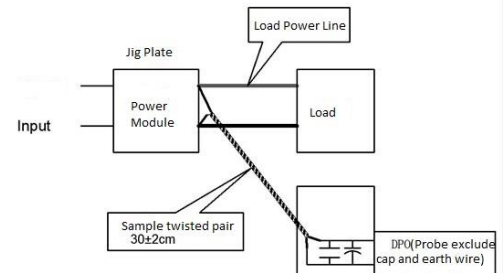 Load Power Line
Jig Plate
Power
Module
Load
Input
Sample twisted pair
30±2cm
DPO(Probe exclude
cap and earth wire)